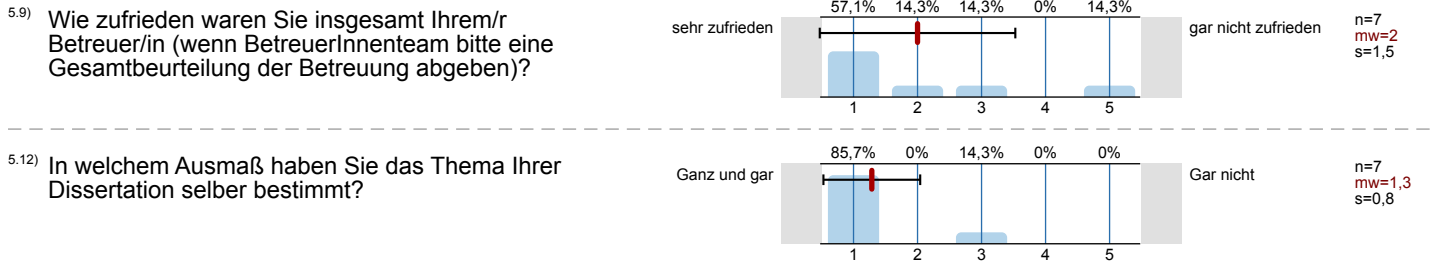 5.9) Wie zufrieden waren Sie insgesamt Ihrem/r
Betreuer/in (wenn BetreuerInnenteam bitte eine
Gesamtbeurteilung der Betreuung abgeben)?
57,1% 14,3% 14,3% 0% 14,3%
sehr zufrieden
gar nicht zufrieden
n=7
mw=2
s=1,5
1 2 3 4 5
5.12) In welchem Ausmaß haben Sie das Thema Ihrer
Dissertation selber bestimmt?
85,7% 0% 14,3% 0% 0%
Ganz und gar
Gar nicht
n=7
mw=1,3
s=0,8
1 2 3 4 5